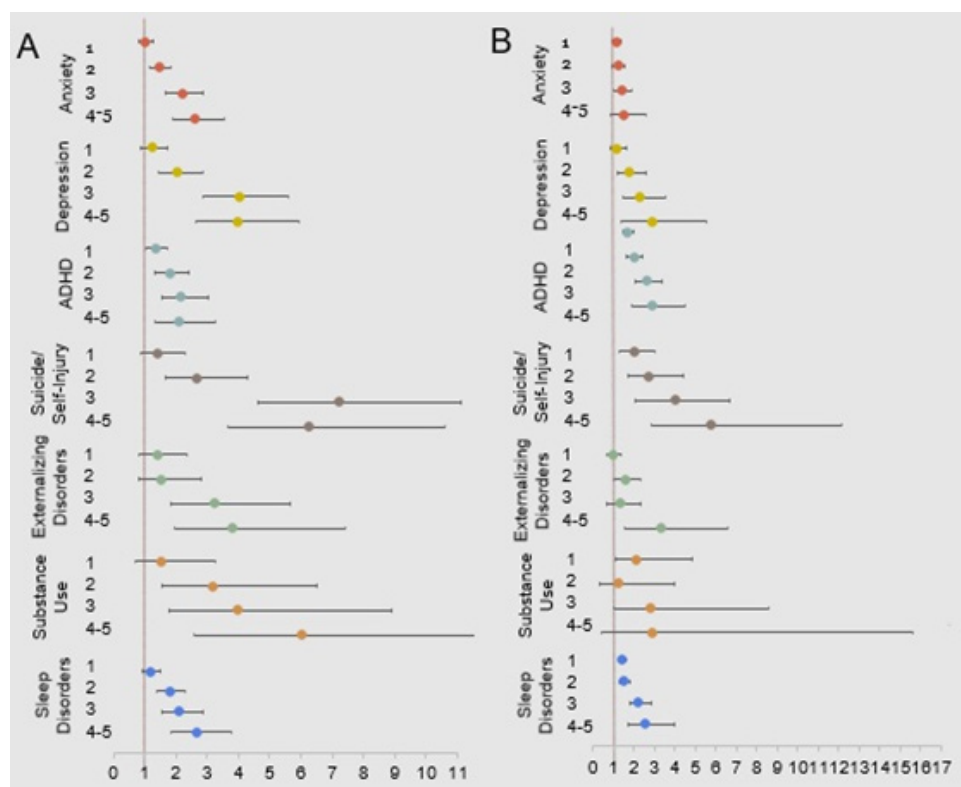 A
Anxiety
1
2
3
4-5
Depression
1
2
3
4-5
ADHD
1
2
3
4-5
Suicide/
Self-Injury
1
2
3
4-5
Externalizing
Disorders
1
2
3
4-5
Substance
Use
1
2
3
4-5
Sleep
Disorders
1
2
3
4-5
0 1 2 3 4 5 6 7 8 9 10 11
B
Anxiety
1
2
3
4-5
Depression
1
2
3
4-5
ADHD
1
2
3
4-5
Suicide/
Self-Injury
1
2
3
4-5
Externalizing
Disorders
1
2
3
4-5
Substance
Use
1
2
3
4-5
Sleep
Disorders
1
2
3
4-5
0 1 2 3 4 5 6 7 8 9 10 11 12 13 14 15 16 17